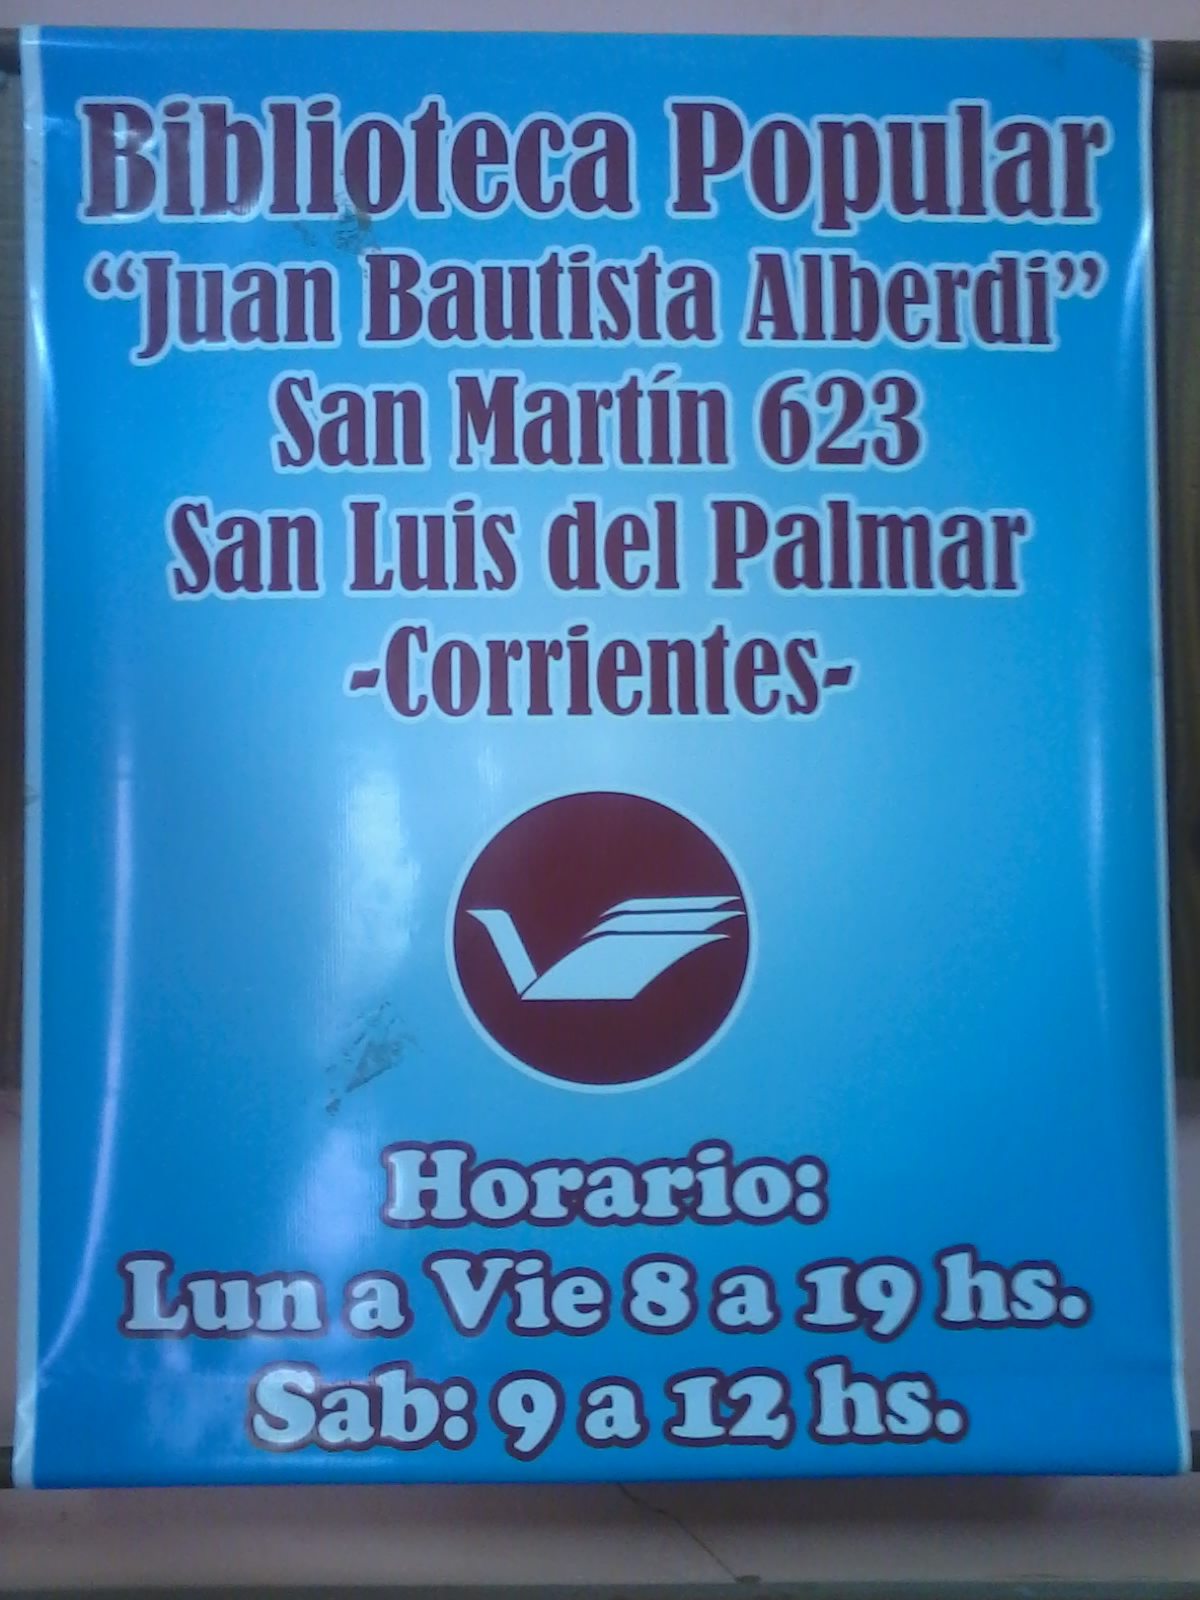 Biblioteca Popular
“Juan Bautista Alberdi”
San Martín 623
San Luis del Palmar
-Corrientes-
Horario:
Lun a Vie 8 a 19 hs.
Sab: 9 a 12 hs.